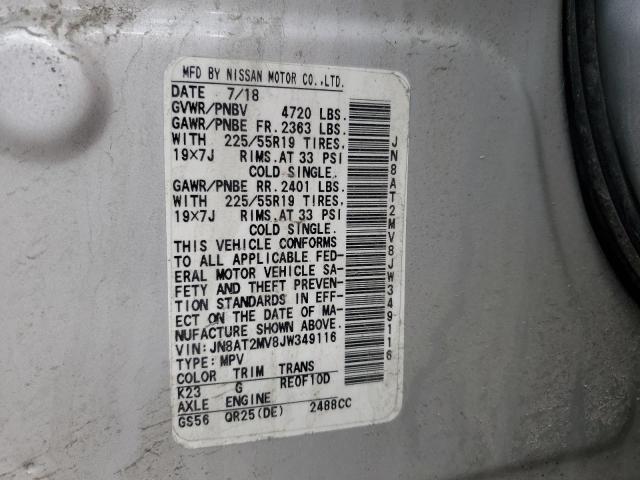 MFD BY NISSAN MOTOR CO.,LTD.
DATE 7/18
GVWR/PNBV 4720 LBS.
GAWR/PNBE FR. 2363 LBS.
WITH 225/55R19 TIRES,
19×7J RIMS.AT 33 PSI
COLD SINGLE.
GAWR/PNBE RR. 2401 LBS.
WITH 225/55R19 TIRES,
19×7J RIMS.AT 33 PSI
COLD SINGLE.
THIS VEHICLE CONFORMS
TO ALL APPLICABLE FED-
ERAL MOTOR VEHICLE SA-
FETY AND THEFT PREVEN-
TION STANDARDS IN EFF-
ECT ON THE DATE OF MA-
NUFACTURE SHOWN ABOVE.
VIN:JN8AT2MV8JW349116
TYPE:MPV
COLOR TRIM TRANS
K23 G RE0F10D
AXLE ENGINE
GS56 QR25(DE) 2488CC
JN8AT2MV8JW349116